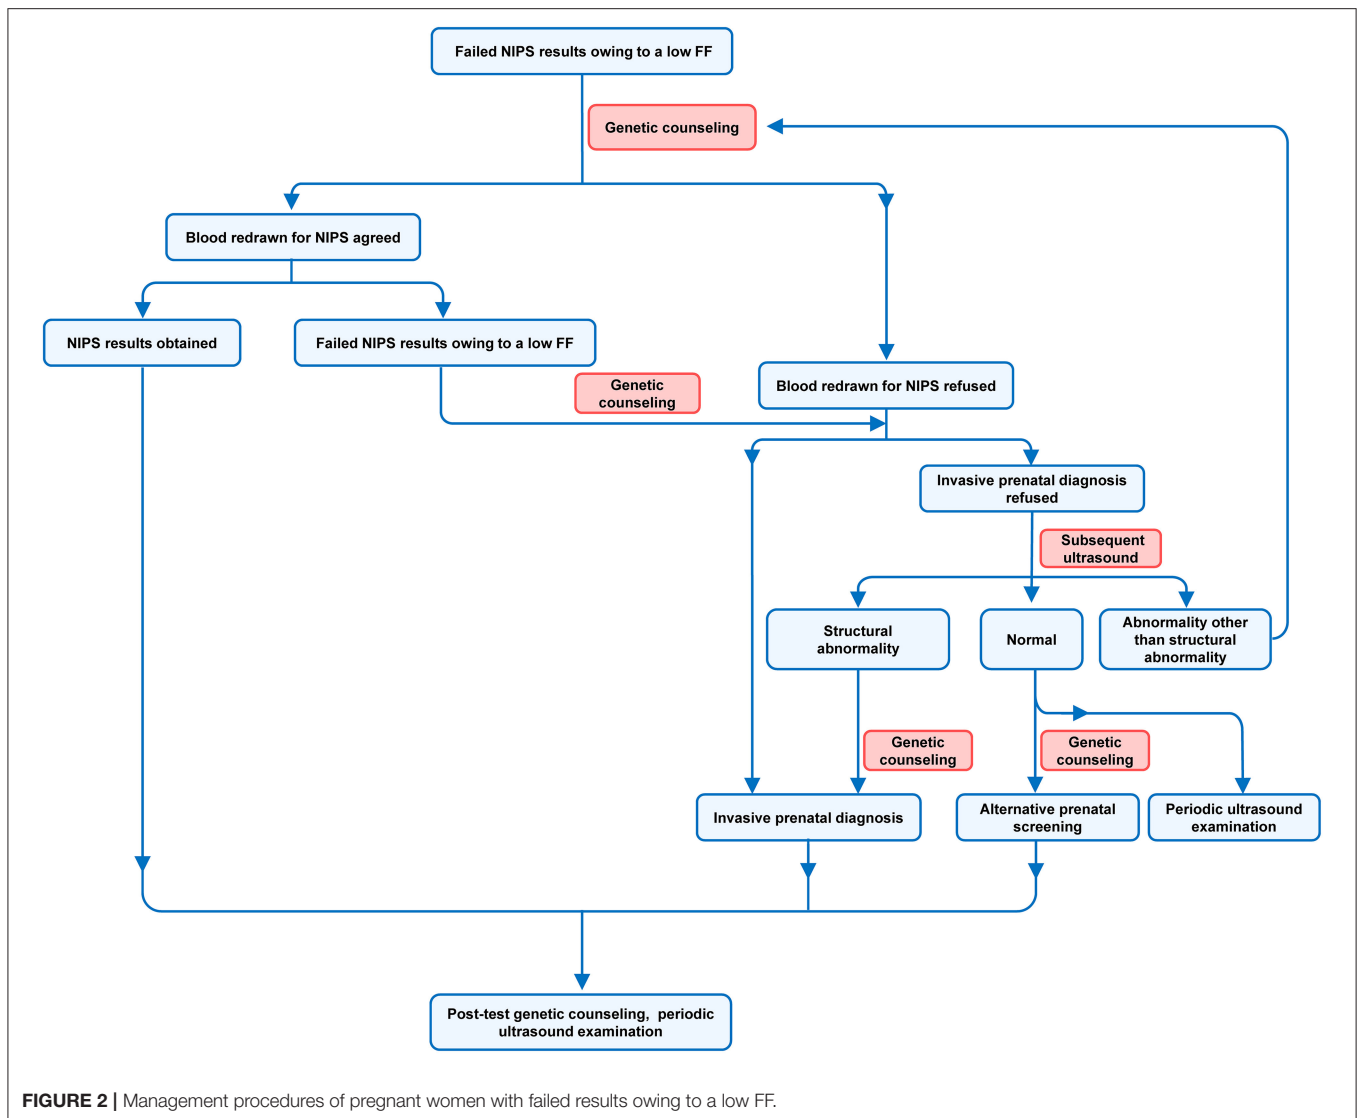 Failed NIPS results owing to a low FF
Genetic counseling
Blood redrawn for NIPS agreed
NIPS results obtained
Failed NIPS results owing to a low FF
Blood redrawn for NIPS refused
Genetic
counseling
Invasive prenatal diagnosis
refused
Subsequent
ultrasound
Structural
abnormality
Normal
Abnormality other
than structural
abnormality
Genetic
counseling
Genetic
counseling
Invasive prenatal diagnosis
Alternative prenatal
screening
Periodic ultrasound
examination
Post-test genetic counseling, periodic
ultrasound examination
FIGURE 2 | Management procedures of pregnant women with failed results owing to a low FF.